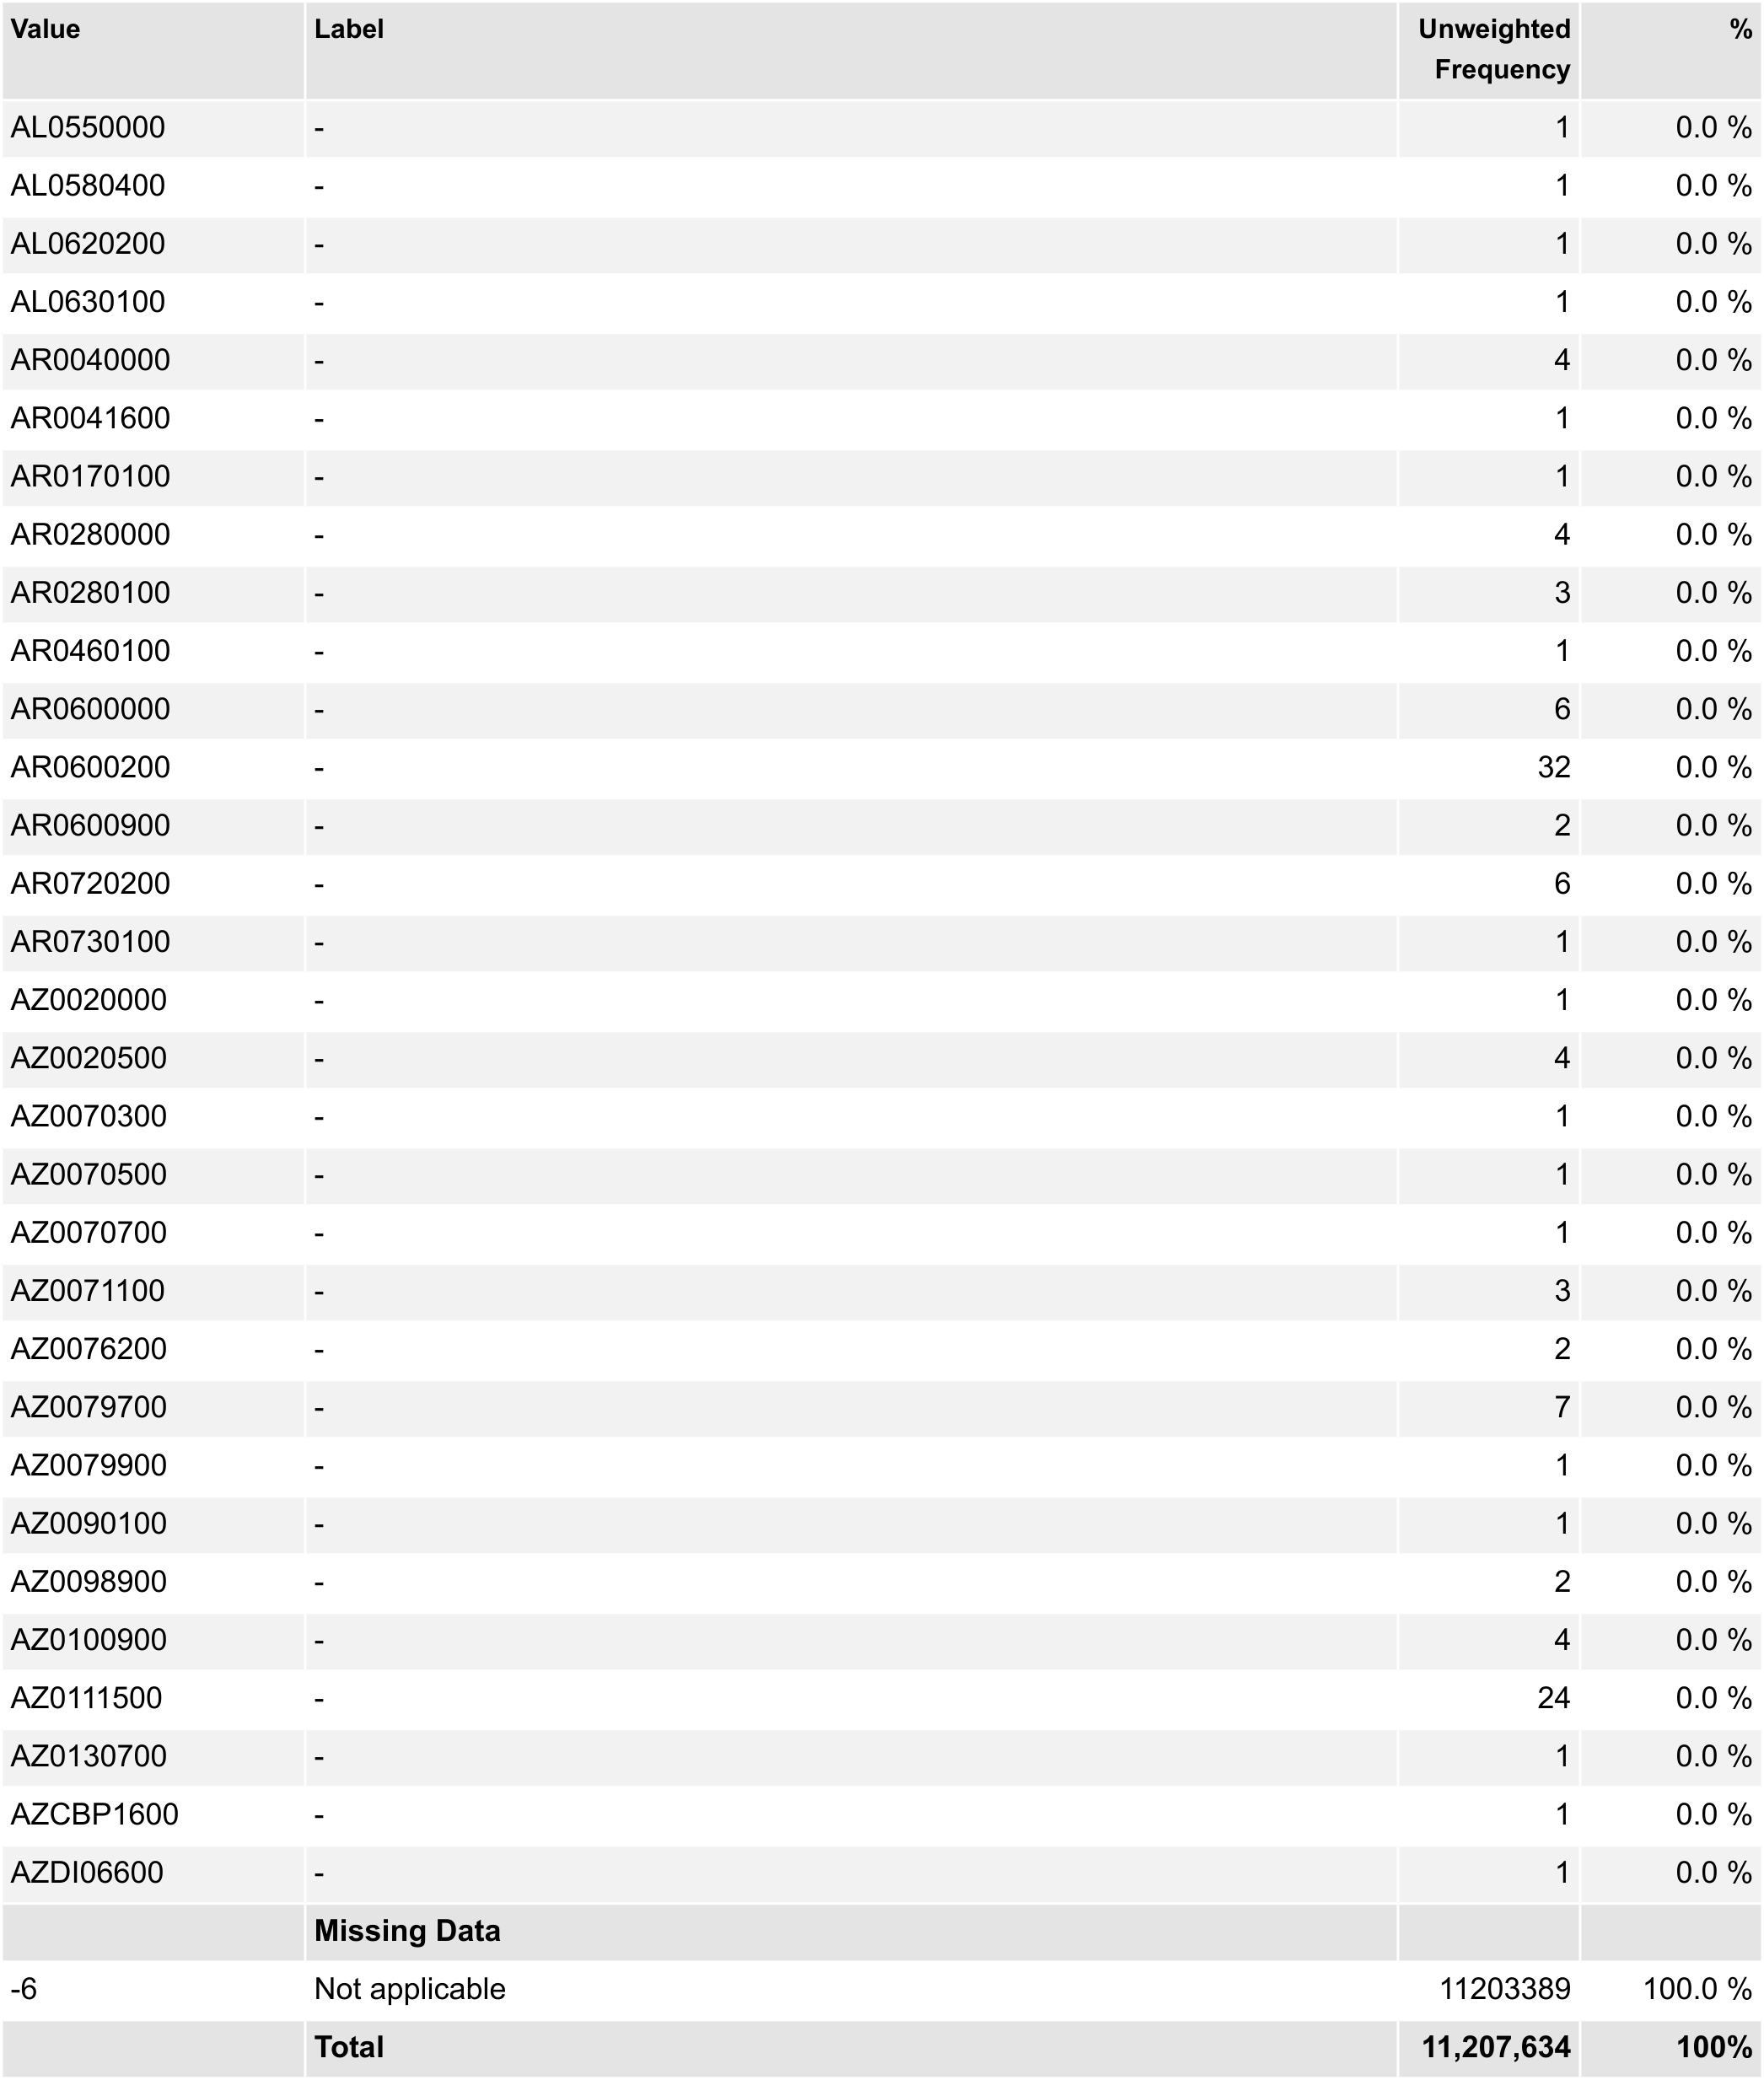 Value Label Unweighted Frequency %
AL0550000 - 1 0.0 %
AL0580400 - 1 0.0 %
AL0620200 - 1 0.0 %
AL0630100 - 1 0.0 %
AR0040000 - 4 0.0 %
AR0041600 - 1 0.0 %
AR0170100 - 1 0.0 %
AR0280000 - 4 0.0 %
AR0280100 - 3 0.0 %
AR0460100 - 1 0.0 %
AR0600000 - 6 0.0 %
AR0600200 - 32 0.0 %
AR0600900 - 2 0.0 %
AR0720200 - 6 0.0 %
AR0730100 - 1 0.0 %
AZ0020000 - 1 0.0 %
AZ0020500 - 4 0.0 %
AZ0070300 - 1 0.0 %
AZ0070500 - 1 0.0 %
AZ0070700 - 1 0.0 %
AZ0071100 - 3 0.0 %
AZ0076200 - 2 0.0 %
AZ0079700 - 7 0.0 %
AZ0079900 - 1 0.0 %
AZ0090100 - 1 0.0 %
AZ0098900 - 2 0.0 %
AZ0100900 - 4 0.0 %
AZ0111500 - 24 0.0 %
AZ0130700 - 1 0.0 %
AZCBP1600 - 1 0.0 %
AZDI06600 - 1 0.0 %
Missing Data
-6 Not applicable 11203389 100.0 %
Total 11,207,634 100%